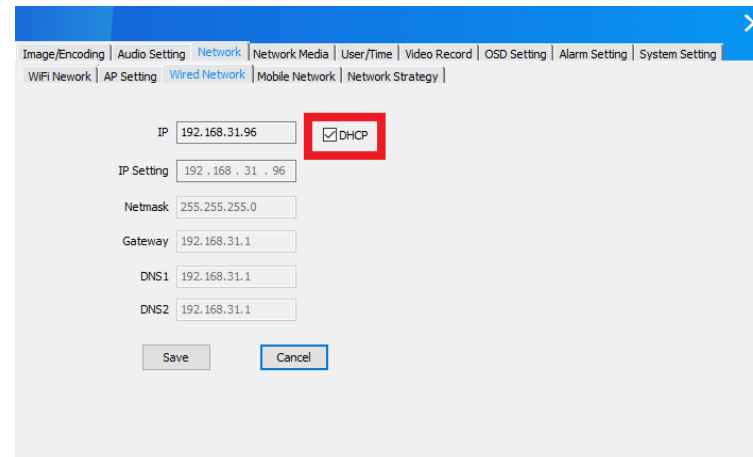 Image/Encoding Audio Setting Network Network Media User/Time Video Record OSD Setting Alarm Setting System Setting
WiFi Nework AP Setting Wired Network Mobile Network Network Strategy
IP 192.168.31.96 DHCP
IP Setting 192 . 168 . 31 . 96
Netmask 255.255.255.0
Gateway 192.168.31.1
DNS1 192.168.31.1
DNS2 192.168.31.1
Save Cancel